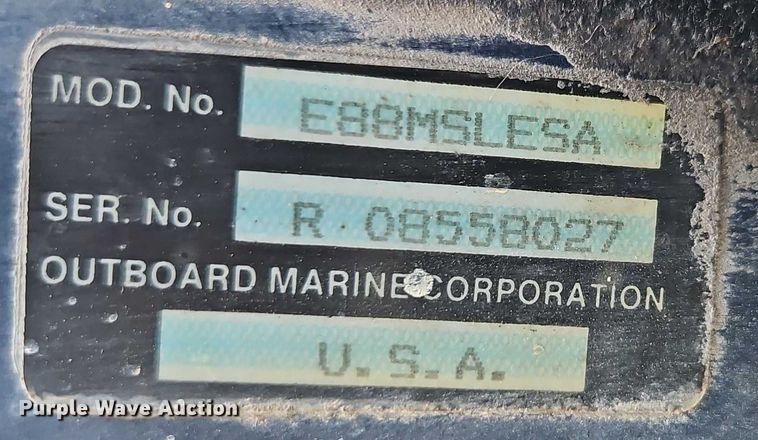 MOD. No. E88MSLESA
SER. No. R 08558027
OUTBOARD MARINE CORPORATION
U.S.A.
Purple Wave Auction